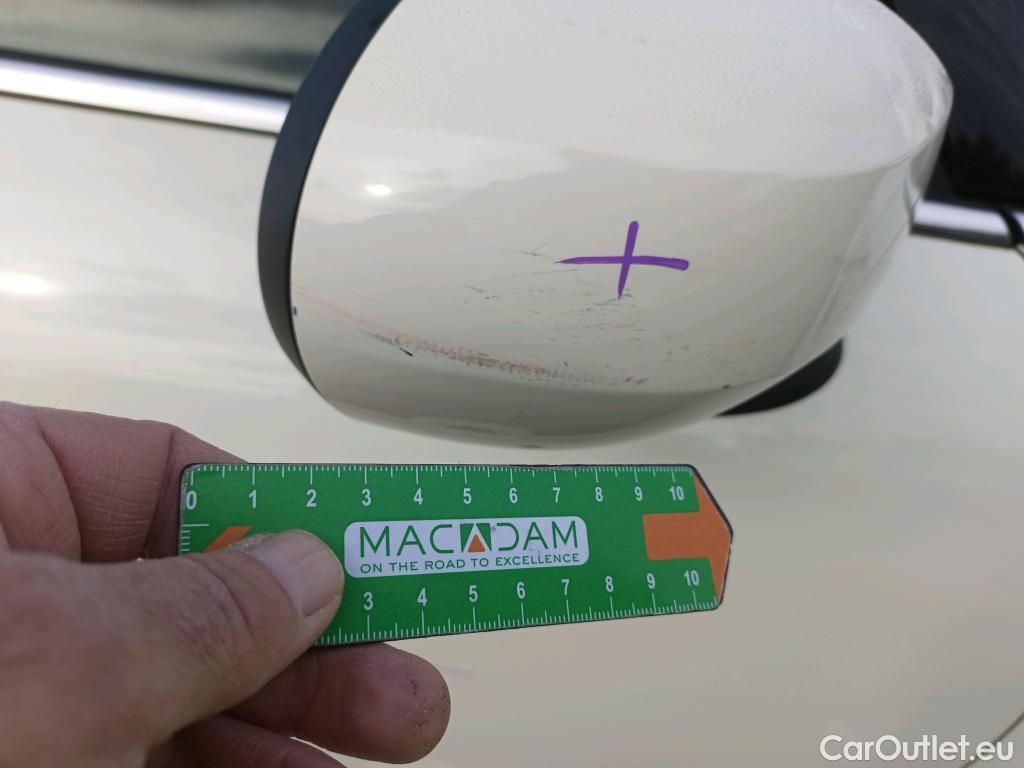 0 1 2 3 4 5 6 7 8 9 10
MACADAM
ON THE ROAD TO EXCELLENCE
3 4 5 6 7 8 9 10
CarOutlet.eu